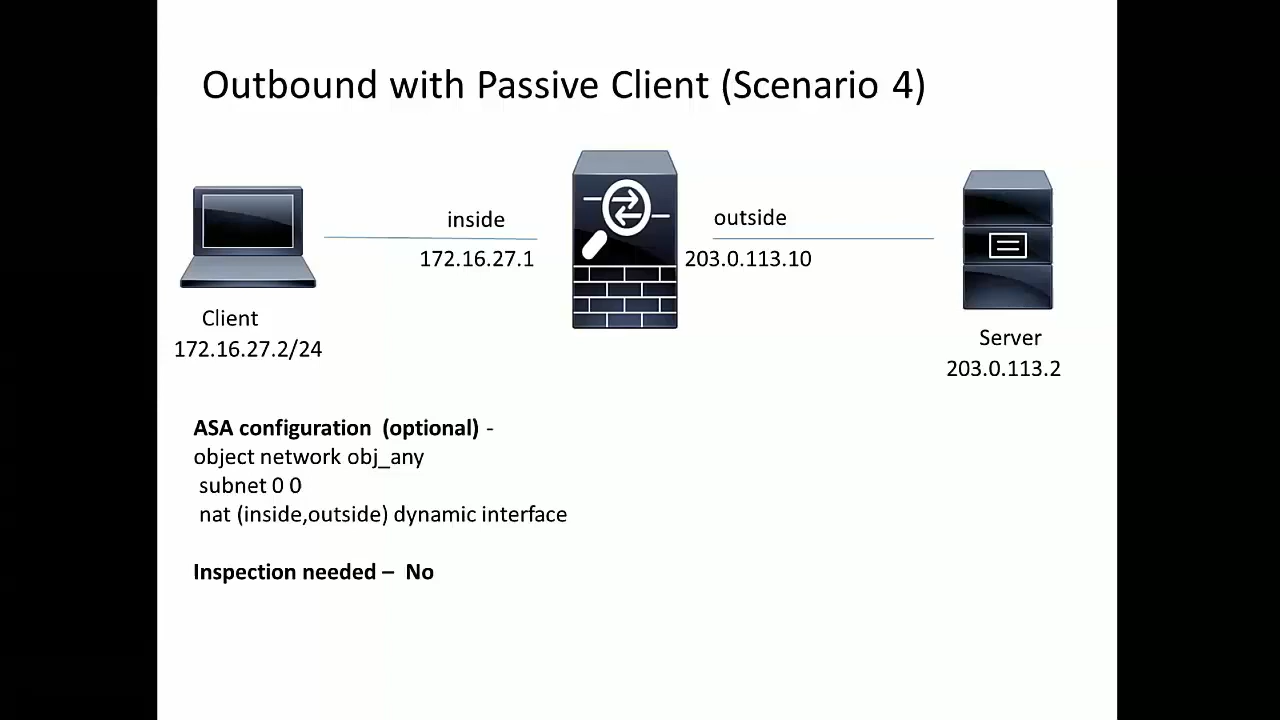 Outbound with Passive Client (Scenario 4)
inside
outside
172.16.27.1
203.0.113.10
Client
172.16.27.2/24
Server
203.0.113.2
ASA configuration  (optional) -
object network obj_any
subnet 0 0
nat (inside,outside) dynamic interface
Inspection needed –  No